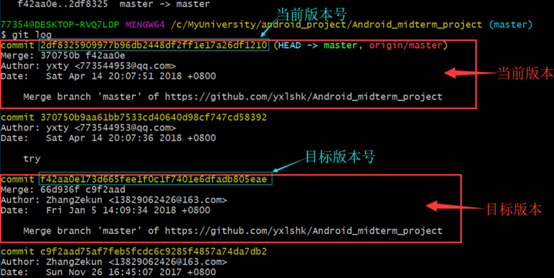 f42aa0e..2df8325  master -> master
当前版本号
77354@DESKTOP-RVQ7LDP MINGW64 /c/MyUniversity/android_project/Android_midterm_project (master)
$ git log
commit 2df8325909977b96db2448df2ff1e17a26df1210 (HEAD -> master, origin/master)
Merge: 370750b f42aa0e
Author: yxty <773544953@qq.com>
Date:   Sat Apr 14 20:07:51 2018 +0800
当前版本
Merge branch 'master' of https://github.com/yxlshk/Android_midterm_project
commit 370750b9aa61bb7533cd40640d98cf747cd58392
Author: yxty <773544953@qq.com>
Date:   Sat Apr 14 20:07:36 2018 +0800
try
目标版本号
commit f42aa0e173d665fee1f0c1f7401e6dfadb805eae
Merge: 66d936f c9f2aad
Author: ZhangZekun <13829062426@163.com>
Date:   Fri Jan 5 14:09:34 2018 +0800
目标版本
Merge branch 'master' of https://github.com/yxlshk/Android_midterm_project
commit c9f2aad75af7feb5fcdc6c9285f4857a74da7db2
Author: ZhangZekun <13829062426@163.com>
Date:   Sun Nov 26 16:45:07 2017 +0800